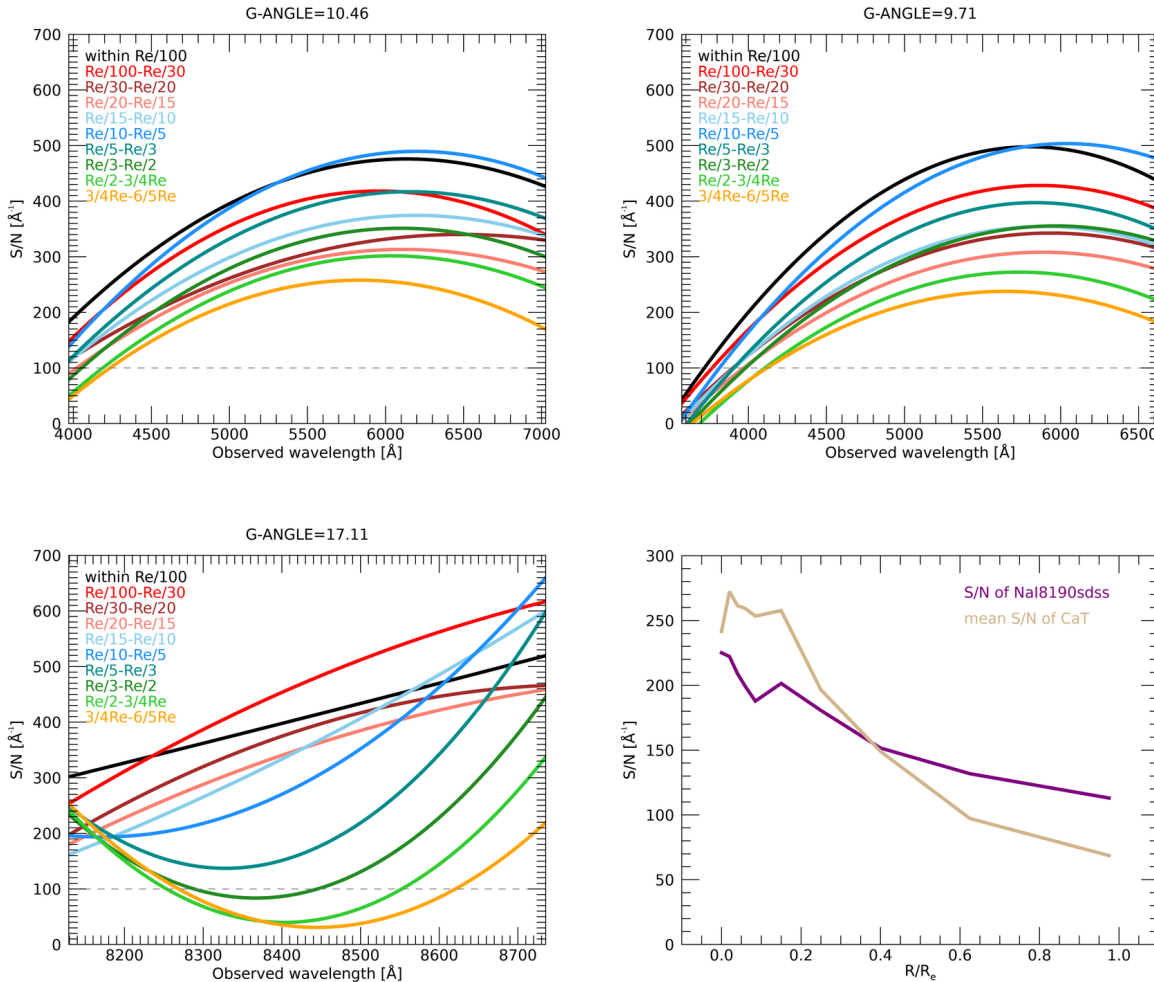 G-ANGLE=10.46
700
600
500
400
300
200
100
0
S/N [Å⁻¹]
within Re/100
Re/100-Re/30
Re/30-Re/20
Re/20-Re/15
Re/15-Re/10
Re/10-Re/5
Re/5-Re/3
Re/3-Re/2
Re/2-3/4Re
3/4Re-6/5Re
4000 4500 5000 5500 6000 6500 7000
Observed wavelength [Å]
G-ANGLE=9.71
700
600
500
400
300
200
100
0
S/N [Å⁻¹]
within Re/100
Re/100-Re/30
Re/30-Re/20
Re/20-Re/15
Re/15-Re/10
Re/10-Re/5
Re/5-Re/3
Re/3-Re/2
Re/2-3/4Re
3/4Re-6/5Re
4000 4500 5000 5500 6000 6500
Observed wavelength [Å]
G-ANGLE=17.11
700
600
500
400
300
200
100
0
S/N [Å⁻¹]
within Re/100
Re/100-Re/30
Re/30-Re/20
Re/20-Re/15
Re/15-Re/10
Re/10-Re/5
Re/5-Re/3
Re/3-Re/2
Re/2-3/4Re
3/4Re-6/5Re
8200 8300 8400 8500 8600 8700
Observed wavelength [Å]
300
250
200
150
100
50
0
S/N [Å⁻¹]
S/N of NaI8190sdss
mean S/N of CaT
0.0 0.2 0.4 0.6 0.8 1.0
R/Rₑ